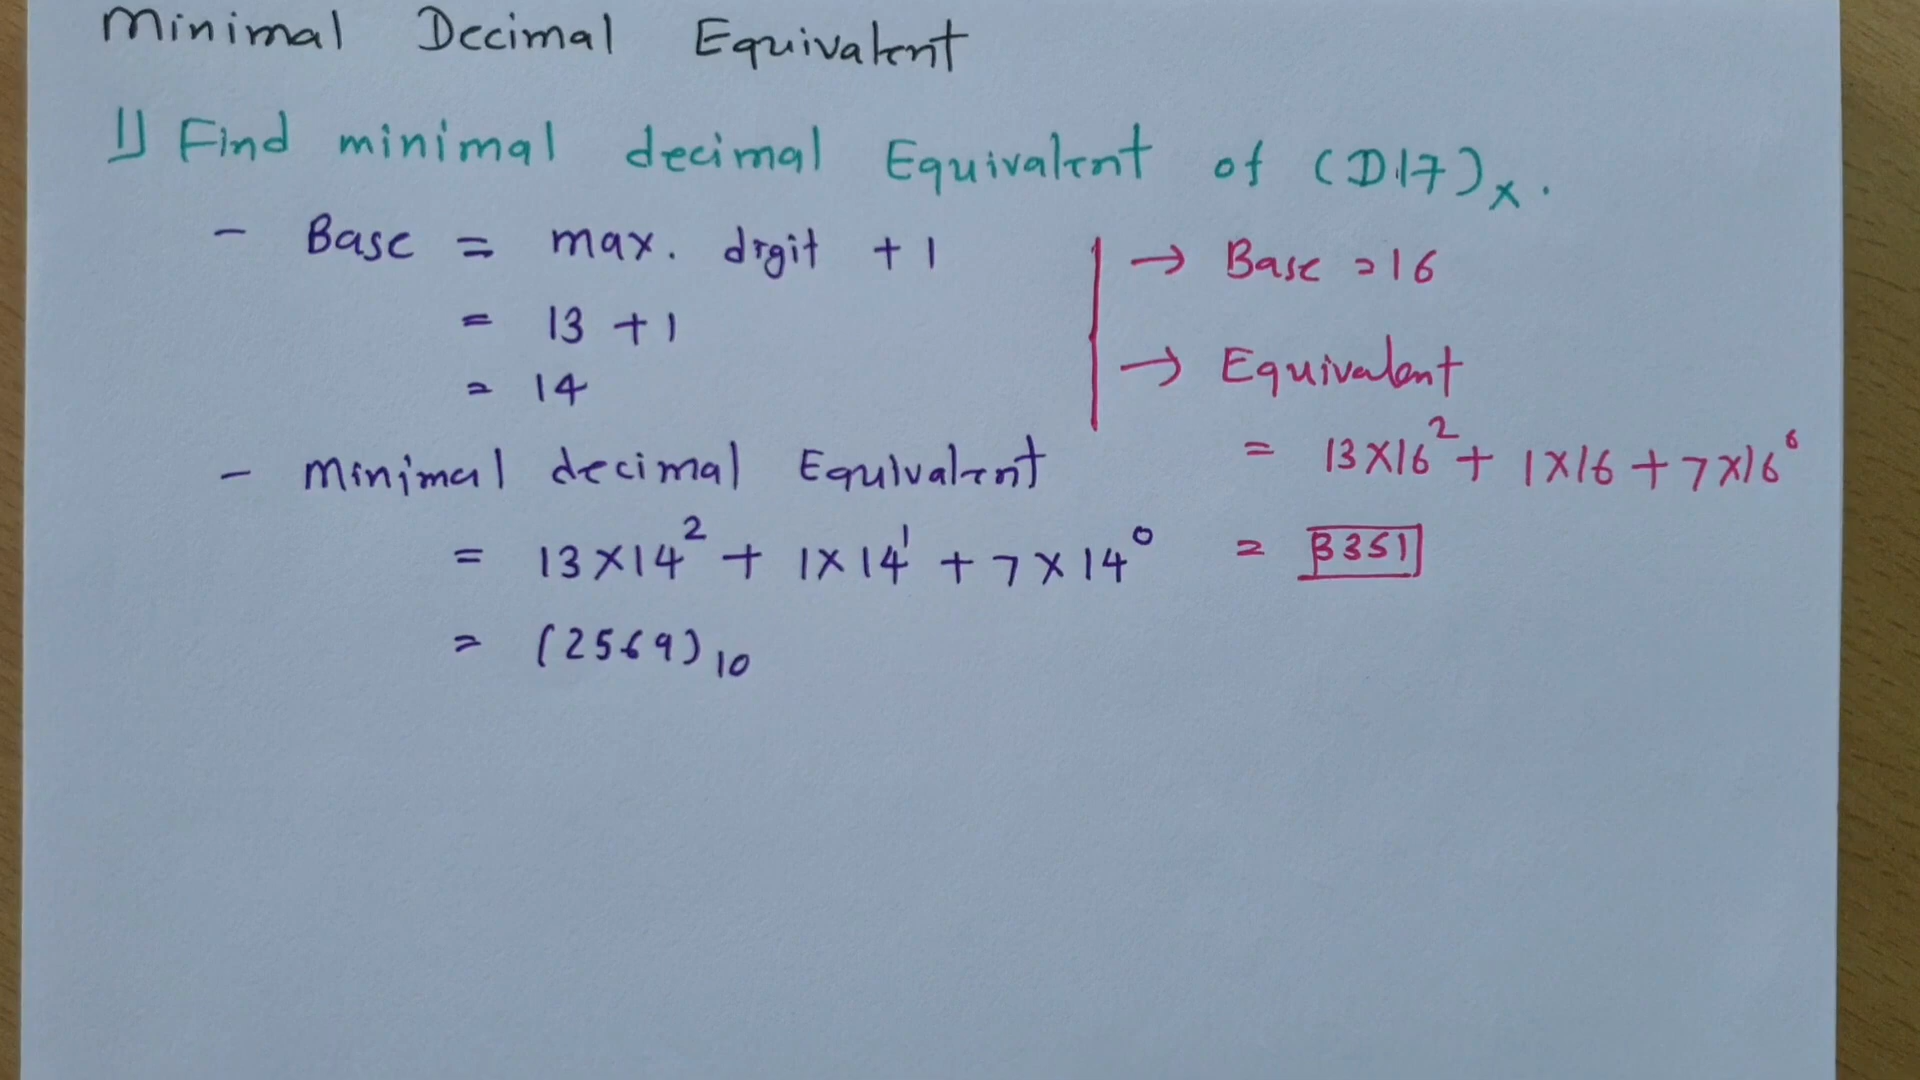 Minimal Decimal Equivalent
1) Find minimal decimal Equivalent of (D17)x.
- Base = max. digit + 1
= 13 + 1
= 14
- Minimal decimal Equivalent
= 13 x 14² + 1 x 14¹ + 7 x 14⁰
= (2569)₁₀
→ Base = 16
→ Equivalent
= 13 x 16² + 1 x 16 + 7 x 16⁰
= 3351